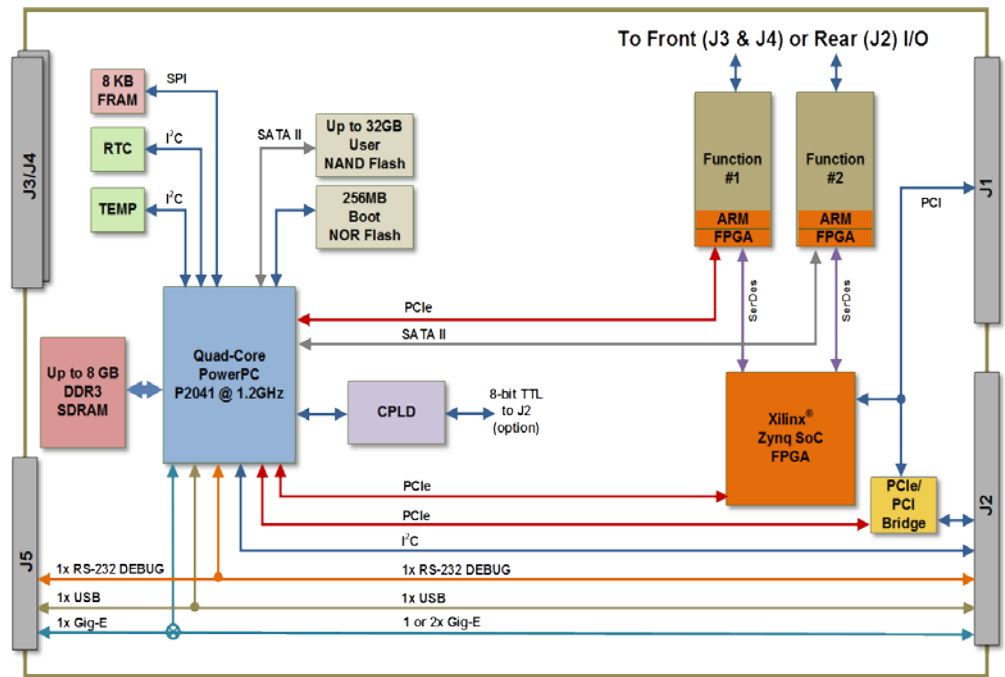 To Front (J3 & J4) or Rear (J2) I/O
J3/J4
8 KB
FRAM
SPI
RTC
I²C
TEMP
I²C
SATA II
Up to 32GB
User
NAND Flash
256MB
Boot
NOR Flash
Function
#1
ARM
FPGA
Function
#2
ARM
FPGA
PCI
J1
PCIe
SATA II
SerDes
SerDes
Quad-Core
PowerPC
P2041 @ 1.2GHz
Up to 8 GB
DDR3
SDRAM
CPLD
8-bit TTL
to J2
(option)
Xilinx®
Zynq SoC
FPGA
PCIe/
PCI
Bridge
J2
PCIe
PCIe
I²C
J5
1x RS-232 DEBUG
1x RS-232 DEBUG
1x USB
1x USB
1x Gig-E
1 or 2x Gig-E